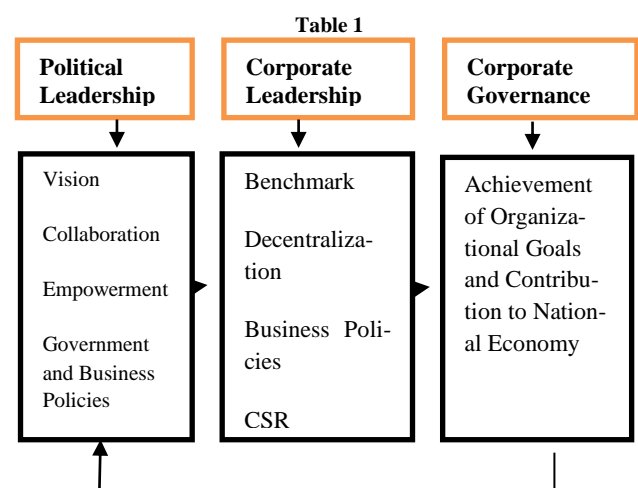 Table 1
Political
Leadership
Corporate
Leadership
Corporate
Governance
Vision
Collaboration
Empowerment
Government
and Business
Policies
Benchmark
Decentraliza-
tion
Business Poli-
cies
CSR
Achievement
of Organiza-
tional Goals
and Contribu-
tion to Nation-
al Economy